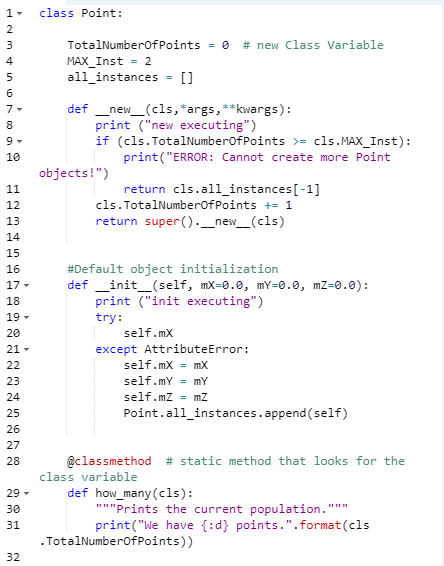 1 class Point:
2
3     TotalNumberOfPoints = 0  # new Class Variable
4     MAX_Inst = 2
5     all_instances = []
6
7     def __new__(cls,*args,**kwargs):
8         print ("new executing")
9         if (cls.TotalNumberOfPoints >= cls.MAX_Inst):
10             print("ERROR: Cannot create more Point
objects!")
11             return cls.all_instances[-1]
12         cls.TotalNumberOfPoints += 1
13         return super().__new__(cls)
14
15
16     #Default object initialization
17     def __init__(self, mX=0.0, mY=0.0, mZ=0.0):
18         print ("init executing")
19         try:
20             self.mX
21         except AttributeError:
22             self.mX = mX
23             self.mY = mY
24             self.mZ = mZ
25             Point.all_instances.append(self)
26
27
28     @classmethod  # static method that looks for the
class variable
29     def how_many(cls):
30         """Prints the current population."""
31         print("We have {:d} points.".format(cls
.TotalNumberOfPoints))
32